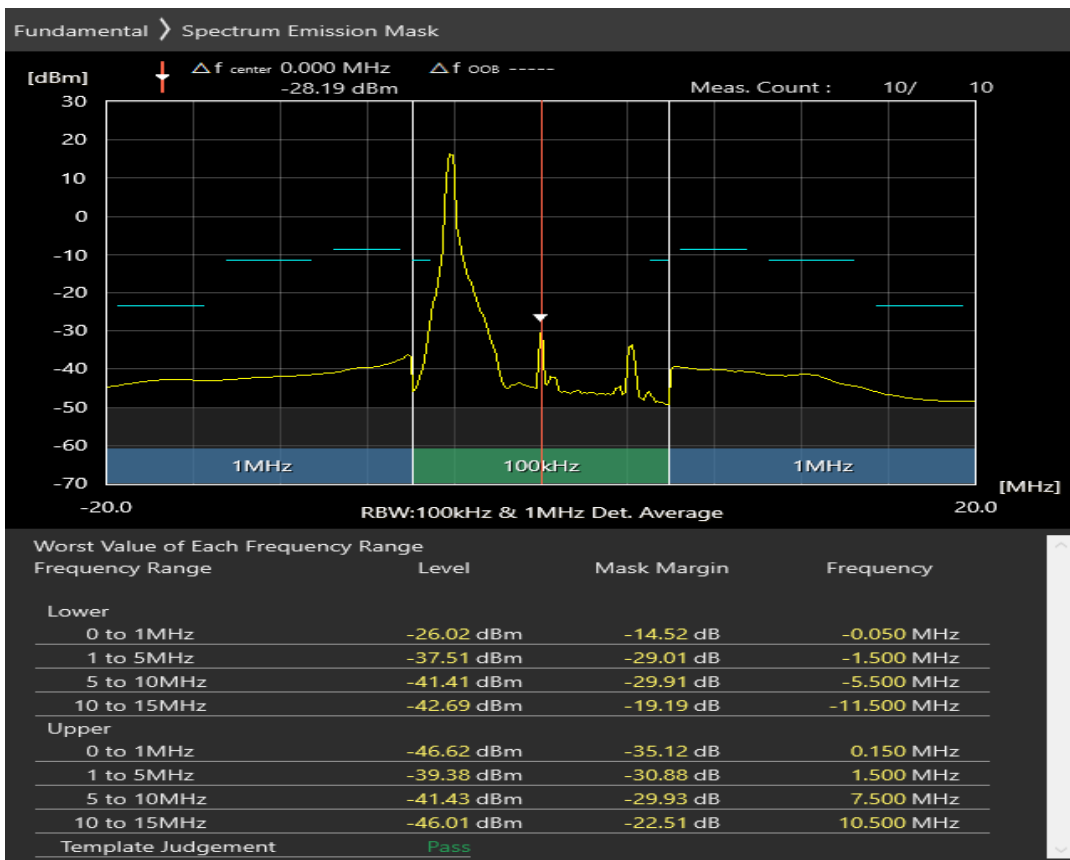 Fundamental ❯ Spectrum Emission Mask
[dBm] △f center 0.000 MHz △f OOB -----
-28.19 dBm Meas. Count : 10/ 10
30
20
10
0
-10
-20
-30
-40
-50
-60
-70
1MHz 100kHz 1MHz
[MHz]
-20.0 RBW:100kHz & 1MHz Det. Average 20.0
Worst Value of Each Frequency Range
Frequency Range Level Mask Margin Frequency
Lower
0 to 1MHz -26.02 dBm -14.52 dB -0.050 MHz
1 to 5MHz -37.51 dBm -29.01 dB -1.500 MHz
5 to 10MHz -41.41 dBm -29.91 dB -5.500 MHz
10 to 15MHz -42.69 dBm -19.19 dB -11.500 MHz
Upper
0 to 1MHz -46.62 dBm -35.12 dB 0.150 MHz
1 to 5MHz -39.38 dBm -30.88 dB 1.500 MHz
5 to 10MHz -41.43 dBm -29.93 dB 7.500 MHz
10 to 15MHz -46.01 dBm -22.51 dB 10.500 MHz
Template Judgement Pass